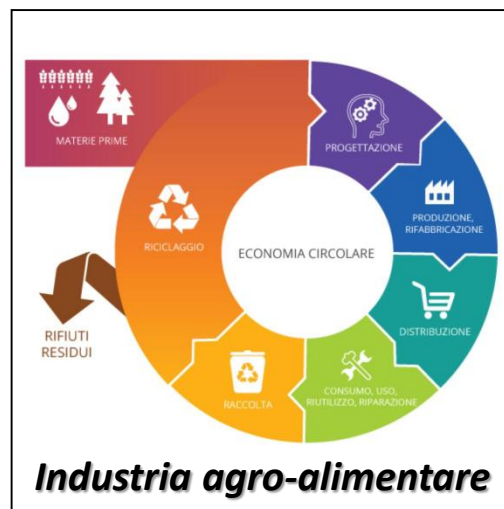 MATERIE PRIME
PROGETTAZIONE
PRODUZIONE,
RIFABBRICAZIONE
RICICLAGGIO
ECONOMIA CIRCOLARE
DISTRIBUZIONE
RIFIUTI
RESIDUI
CONSUMO, USO,
RIUTILIZZO, RIPARAZIONE
RACCOLTA
Industria agro-alimentare